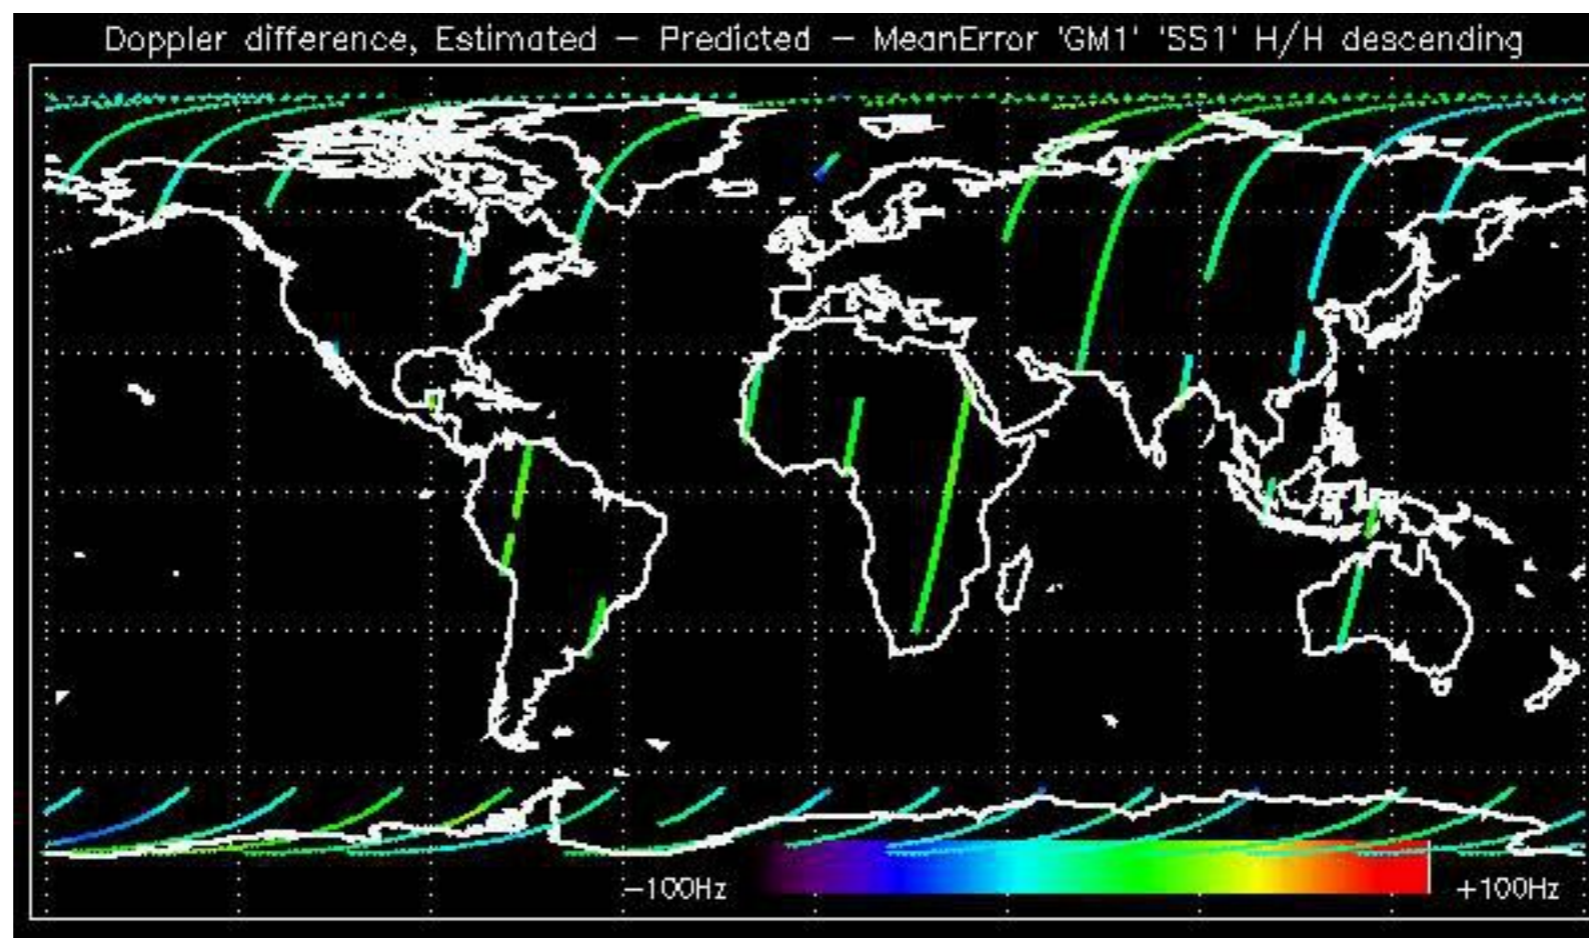 Doppler difference, Estimated – Predicted – MeanError 'GM1' 'SS1' H/H descending
-100Hz
+100Hz